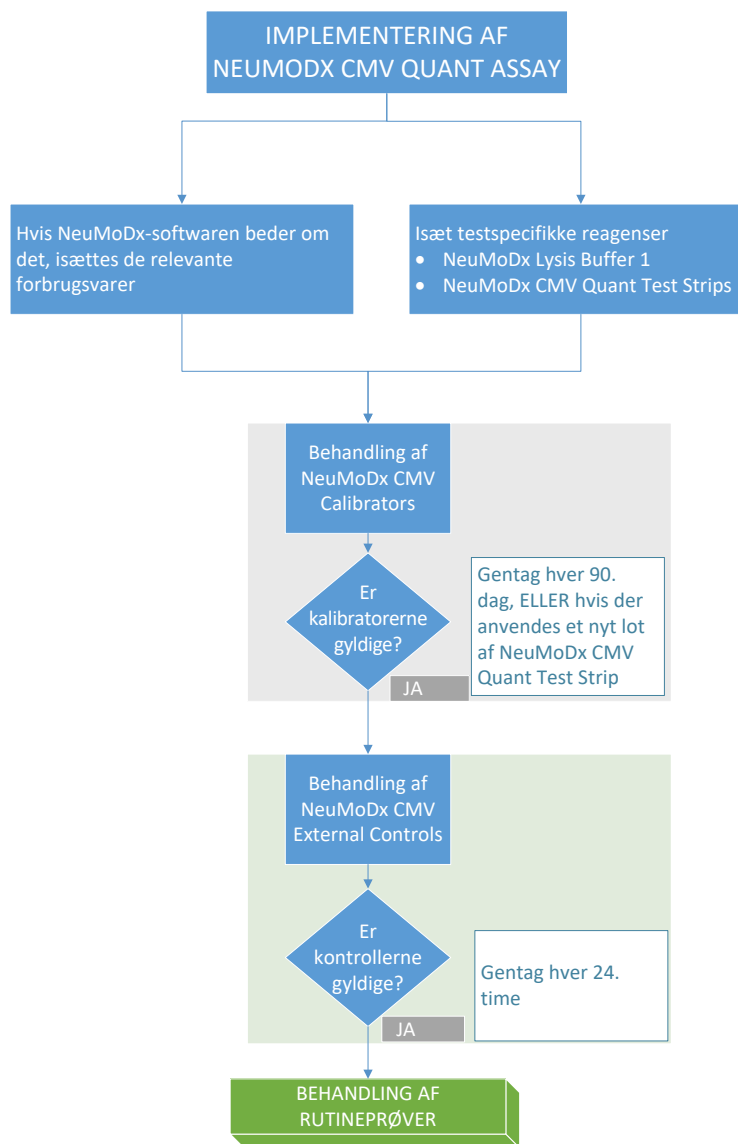 IMPLEMENTERING AF
NEUMODX CMV QUANT ASSAY
Hvis NeuMoDx-softwaren beder om
det, isættes de relevante
forbrugsvarer
Isæt testspecifikke reagenser
• NeuMoDx Lysis Buffer 1
• NeuMoDx CMV Quant Test Strips
Behandling af
NeuMoDx CMV
Calibrators
Er
kalibratorerne
gyldige?
Gentag hver 90.
dag, ELLER hvis der
anvendes et nyt lot
af NeuMoDx CMV
Quant Test Strip
JA
Behandling af
NeuMoDx CMV
External Controls
Er
kontrollerne
gyldige?
Gentag hver 24.
time
JA
BEHANDLING AF
RUTINEPRØVER